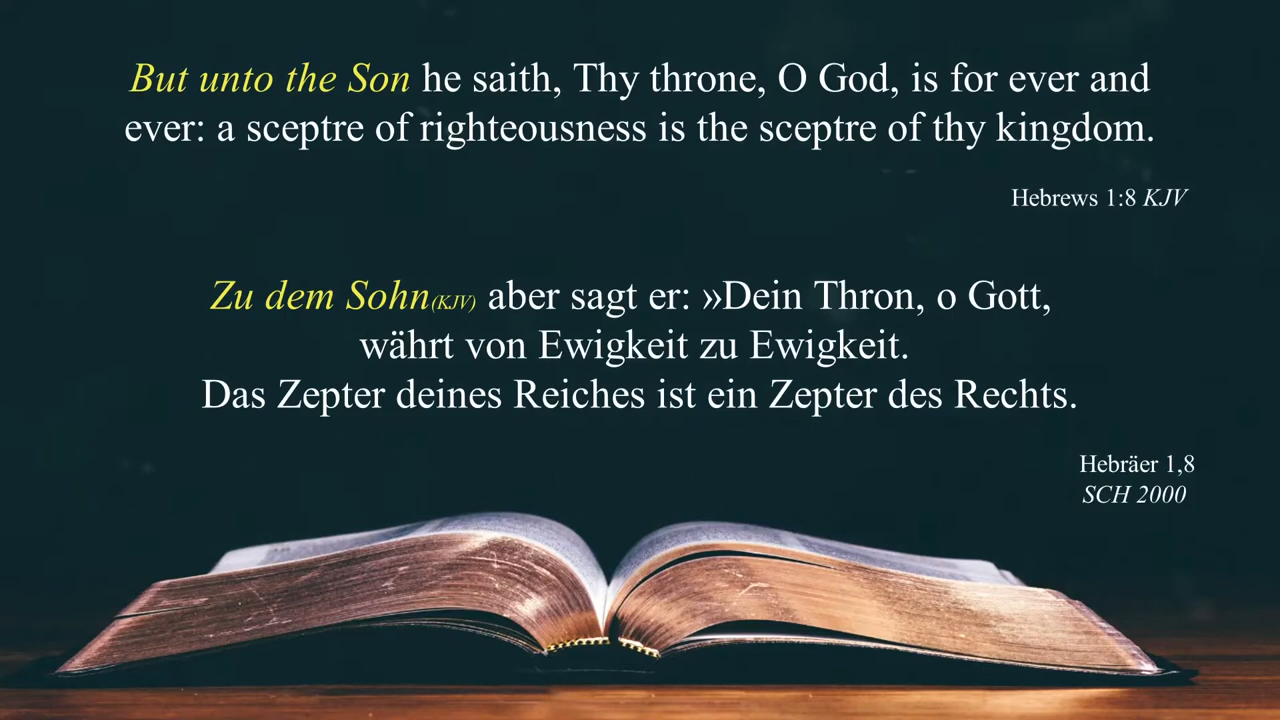 But unto the Son he saith, Thy throne, O God, is for ever and
ever: a sceptre of righteousness is the sceptre of thy kingdom.
Hebrews 1:8 KJV
Zu dem Sohn(KJV) aber sagt er: »Dein Thron, o Gott,
währt von Ewigkeit zu Ewigkeit.
Das Zepter deines Reiches ist ein Zepter des Rechts.
Hebräer 1,8
SCH 2000